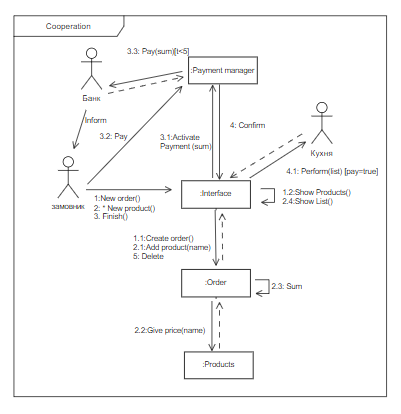 Cooperation
3.3: Pay(sum)[t<5]
:Payment manager
Банк
Inform
3.2: Pay
3.1:Activate
Payment (sum)
4: Confirm
Кухня
4.1: Perform(list) [pay=true]
замовник
1:New order()
2: * New product()
3. Finish()
:Interface
1.2:Show Products()
2.4:Show List()
1.1:Create order()
2.1:Add product(name)
5: Delete
:Order
2.3: Sum
2.2:Give price(name)
:Products